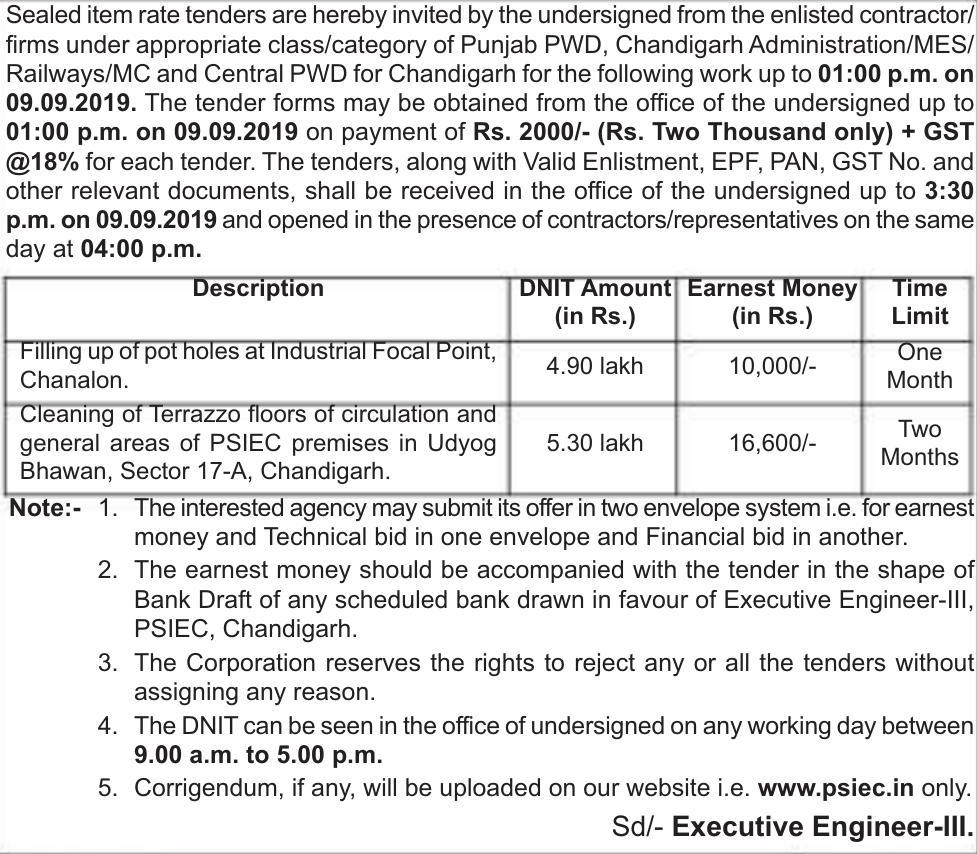 Sealed item rate tenders are hereby invited by the undersigned from the enlisted contractor/
firms under appropriate class/category of Punjab PWD, Chandigarh Administration/MES/
Railways/MC and Central PWD for Chandigarh for the following work up to 01:00 p.m. on
09.09.2019. The tender forms may be obtained from the office of the undersigned up to
01:00 p.m. on 09.09.2019 on payment of Rs. 2000/- (Rs. Two Thousand only) + GST
@18% for each tender. The tenders, along with Valid Enlistment, EPF, PAN, GST No. and
other relevant documents, shall be received in the office of the undersigned up to 3:30
p.m. on 09.09.2019 and opened in the presence of contractors/representatives on the same
day at 04:00 p.m.
Description DNIT Amount Earnest Money Time
(in Rs.) (in Rs.) Limit
Filling up of pot holes at Industrial Focal Point, 4.90 lakh 10,000/- One
Chanalon. Month
Cleaning of Terrazzo floors of circulation and
general areas of PSIEC premises in Udyog 5.30 lakh 16,600/- Two
Bhawan, Sector 17-A, Chandigarh. Months
Note:- 1. The interested agency may submit its offer in two envelope system i.e. for earnest
money and Technical bid in one envelope and Financial bid in another.
2. The earnest money should be accompanied with the tender in the shape of
Bank Draft of any scheduled bank drawn in favour of Executive Engineer-III,
PSIEC, Chandigarh.
3. The Corporation reserves the rights to reject any or all the tenders without
assigning any reason.
4. The DNIT can be seen in the office of undersigned on any working day between
9.00 a.m. to 5.00 p.m.
5. Corrigendum, if any, will be uploaded on our website i.e. www.psiec.in only.
Sd/- Executive Engineer-III.